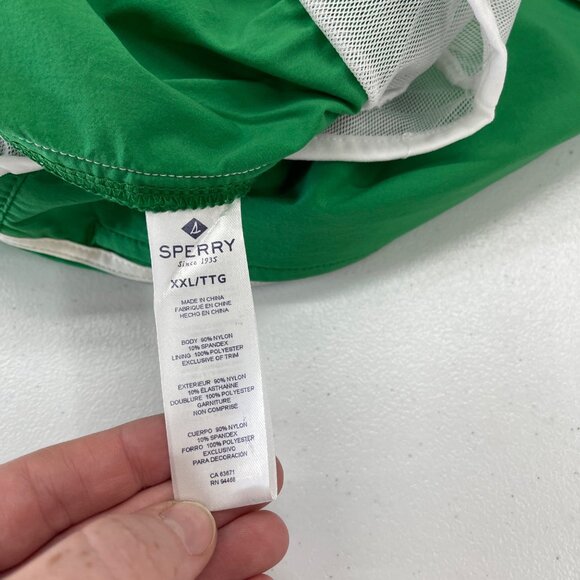 SPERRY
Since 1935
XXL/TTG
MADE IN CHINA
FABRIQUÉ EN CHINE
HECHO EN CHINA
BODY 90% NYLON
10% SPANDEX
LINING 100% POLYESTER
EXCLUSIVE OF TRIM
EXTERIEUR 90% NYLON
10% ÉLASTHANNE
DOUBLURE 100% POLYESTER
GARNITURE
NON COMPRISE
CUERPO 90% NYLON
10% SPANDEX
FORRO 100% POLYESTER
EXCLUSIVO
PARA DECORACIÓN
CA 83871
RN 94466